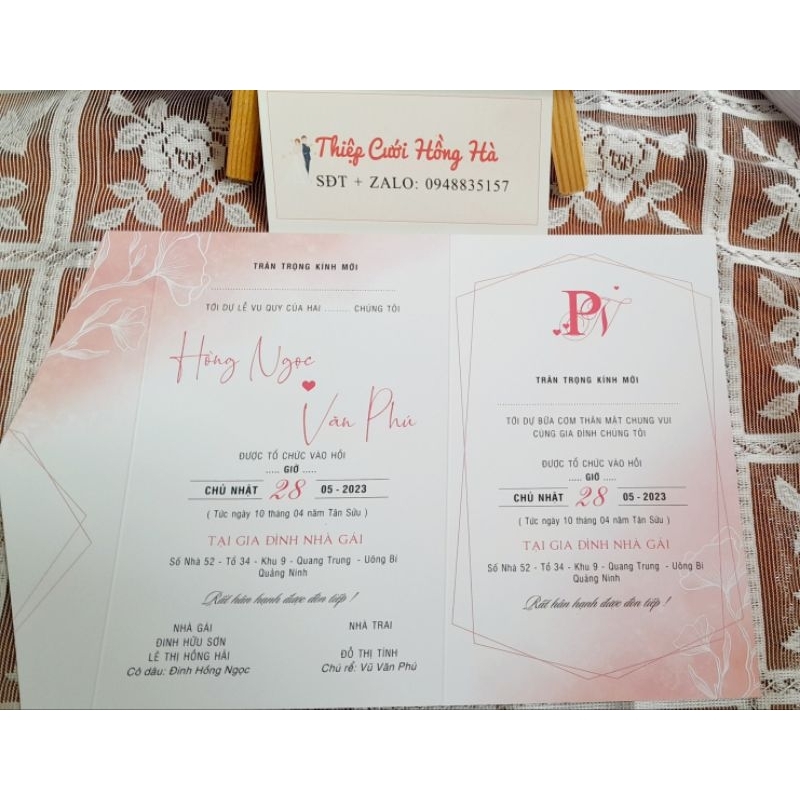 Thiệp Cưới Hồng Hà
SĐT + ZALO: 0948835157
TRÂN TRỌNG KÍNH MỜI
TỚI DỰ LỄ VU QUY CỦA HAI ........ CHÚNG TÔI
Hồng Ngọc
Văn Phú
ĐƯỢC TỔ CHỨC VÀO HỒI
..... GIỜ .....
CHỦ NHẬT 28 05 - 2023
( Tức ngày 10 tháng 04 năm Tân Sửu )
TẠI GIA ĐÌNH NHÀ GÁI
Số Nhà 52 - Tổ 34 - Khu 9 - Quang Trung - Uông Bí
Quảng Ninh
Rất hân hạnh được đón tiếp !
NHÀ GÁI
ĐINH HỮU SƠN
LÊ THỊ HỒNG HẢI
Cô dâu: Đinh Hồng Ngọc
NHÀ TRAI
ĐỖ THỊ TÍNH
Chú rể: Vũ Văn Phú
PN
TRÂN TRỌNG KÍNH MỜI
TỚI DỰ BỮA CƠM THÂN MẬT CHUNG VUI
CÙNG GIA ĐÌNH CHÚNG TÔI
ĐƯỢC TỔ CHỨC VÀO HỒI
..... GIỜ .....
CHỦ NHẬT 28 05 - 2023
( Tức ngày 10 tháng 04 năm Tân Sửu )
TẠI GIA ĐÌNH NHÀ GÁI
Số Nhà 52 - Tổ 34 - Khu 9 - Quang Trung - Uông Bí
Quảng Ninh
Rất hân hạnh được đón tiếp !